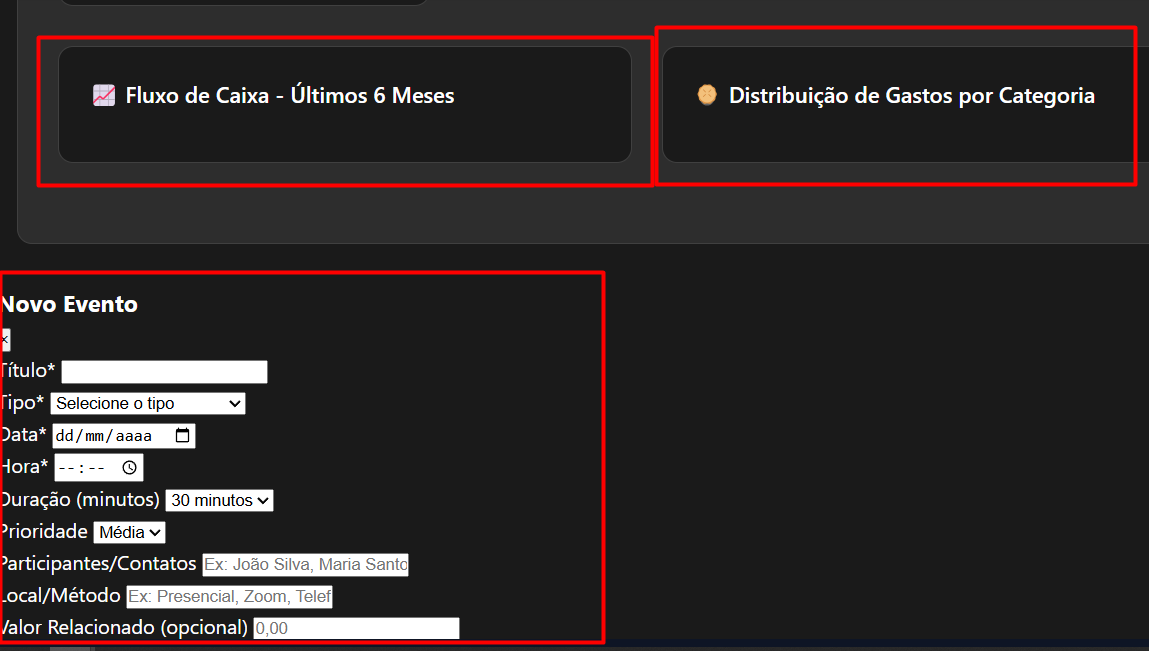 Fluxo de Caixa - Últimos 6 Meses
Distribuição de Gastos por Categoria
Novo Evento
×
Título*
Tipo* Selecione o tipo
Data* dd/mm/aaaa
Hora* --:--
Duração (minutos) 30 minutos
Prioridade Média
Participantes/Contatos Ex: João Silva, Maria Santo
Local/Método Ex: Presencial, Zoom, Telef
Valor Relacionado (opcional) 0,00